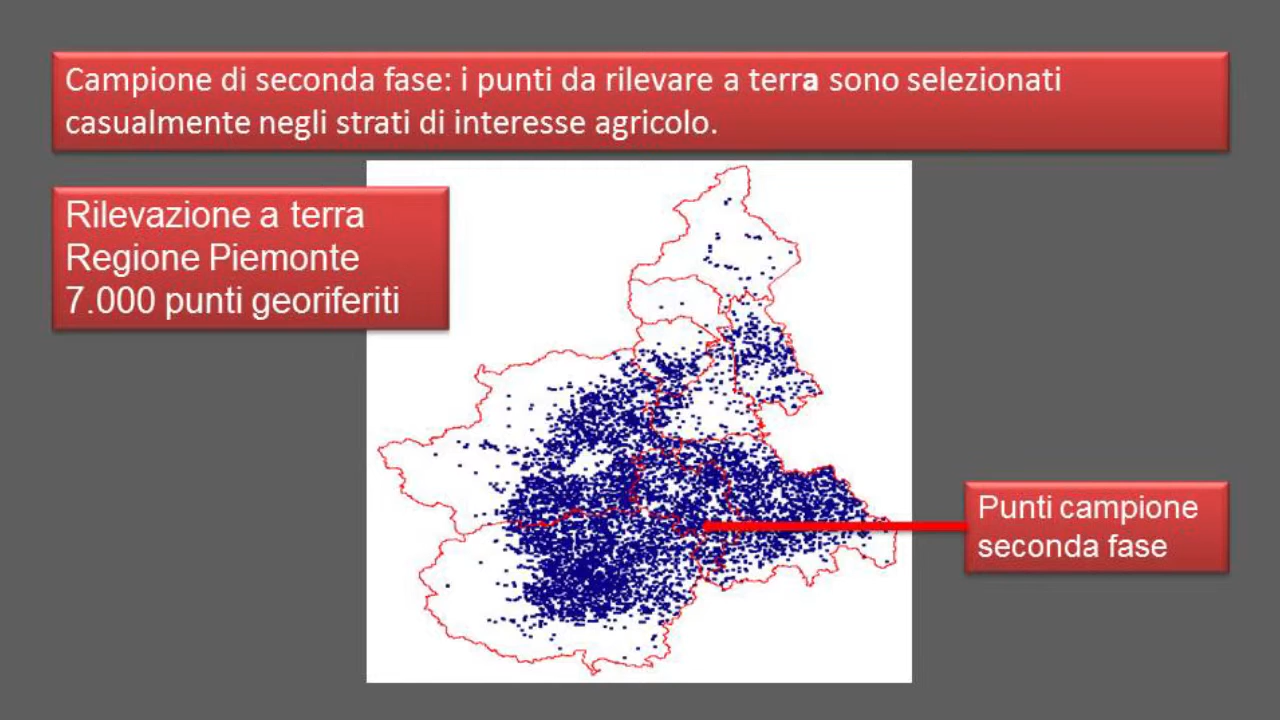 Campione di seconda fase: i punti da rilevare a terra sono selezionati
casualmente negli strati di interesse agricolo.
Rilevazione a terra
Regione Piemonte
7.000 punti georiferiti
Punti campione
seconda fase